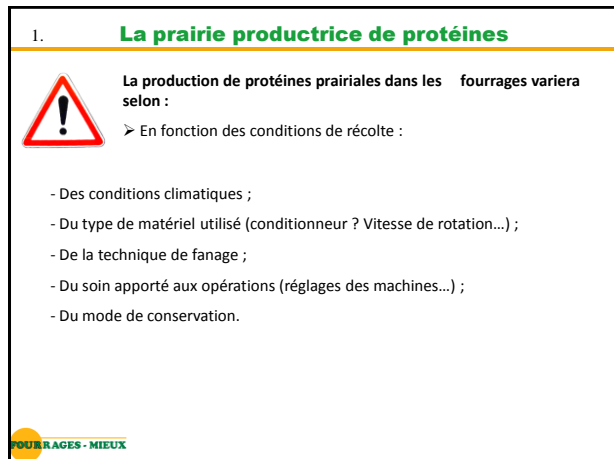 1. La prairie productrice de protéines
La production de protéines prairiales dans les fourrages variera
selon :
➢ En fonction des conditions de récolte :
- Des conditions climatiques ;
- Du type de matériel utilisé (conditionneur ? Vitesse de rotation…) ;
- De la technique de fanage ;
- Du soin apporté aux opérations (réglages des machines…) ;
- Du mode de conservation.
FOURRAGES - MIEUX